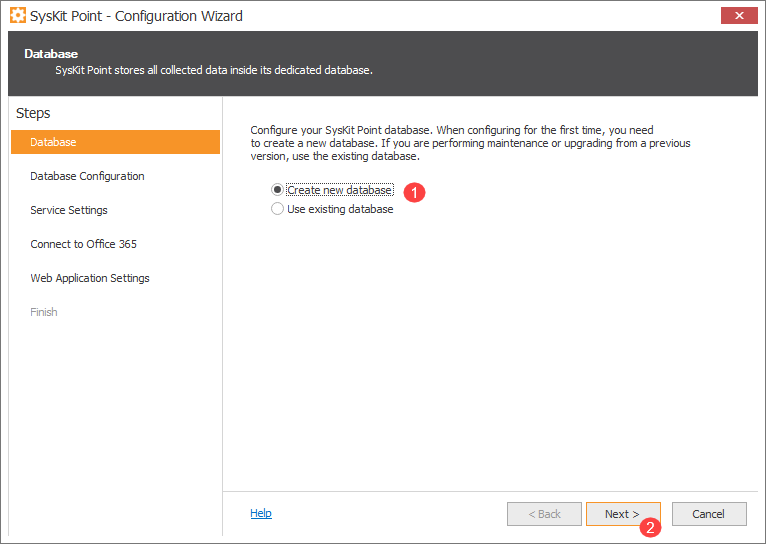 SysKit Point - Configuration Wizard
Database
SysKit Point stores all collected data inside its dedicated database.
Steps
Database
Database Configuration
Service Settings
Connect to Office 365
Web Application Settings
Finish
Configure your SysKit Point database. When configuring for the first time, you need
to create a new database. If you are performing maintenance or upgrading from a previous
version, use the existing database.
Create new database 1
Use existing database
Help
< Back
Next >
2
Cancel